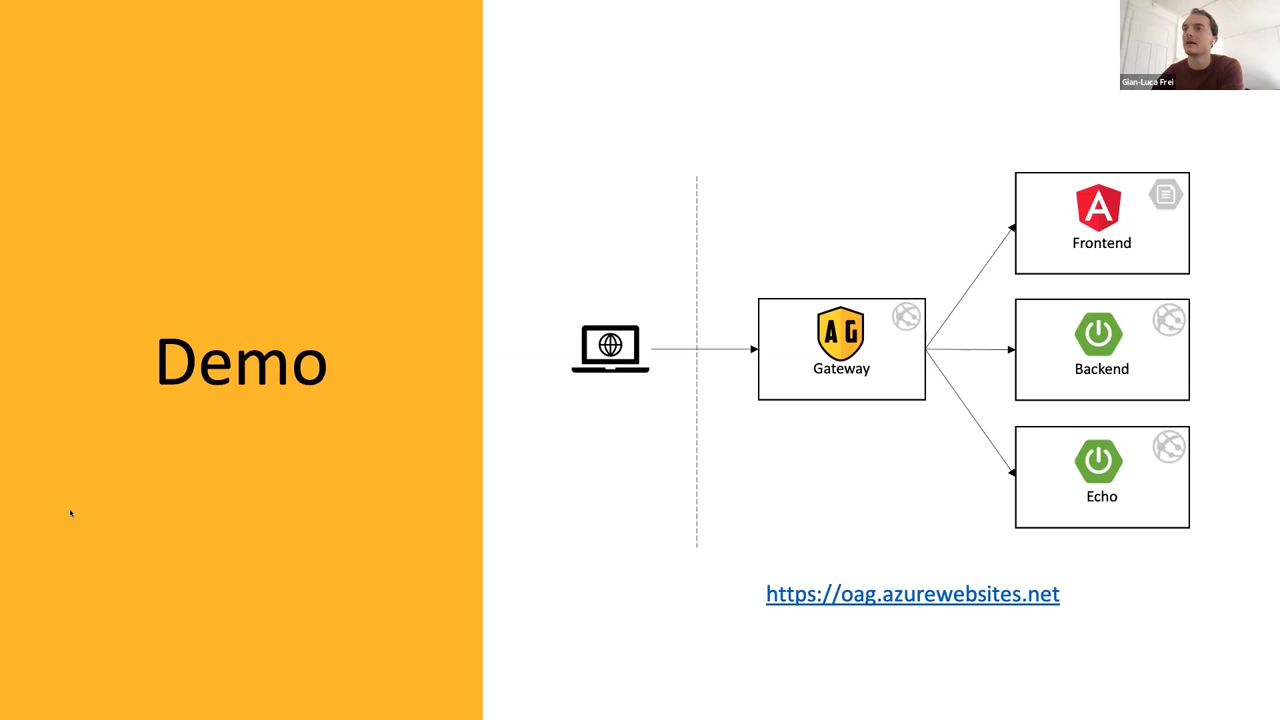 Gian-Luca Frei
Demo
A G
Gateway
A
Frontend
Backend
Echo
https://oag.azurewebsites.net